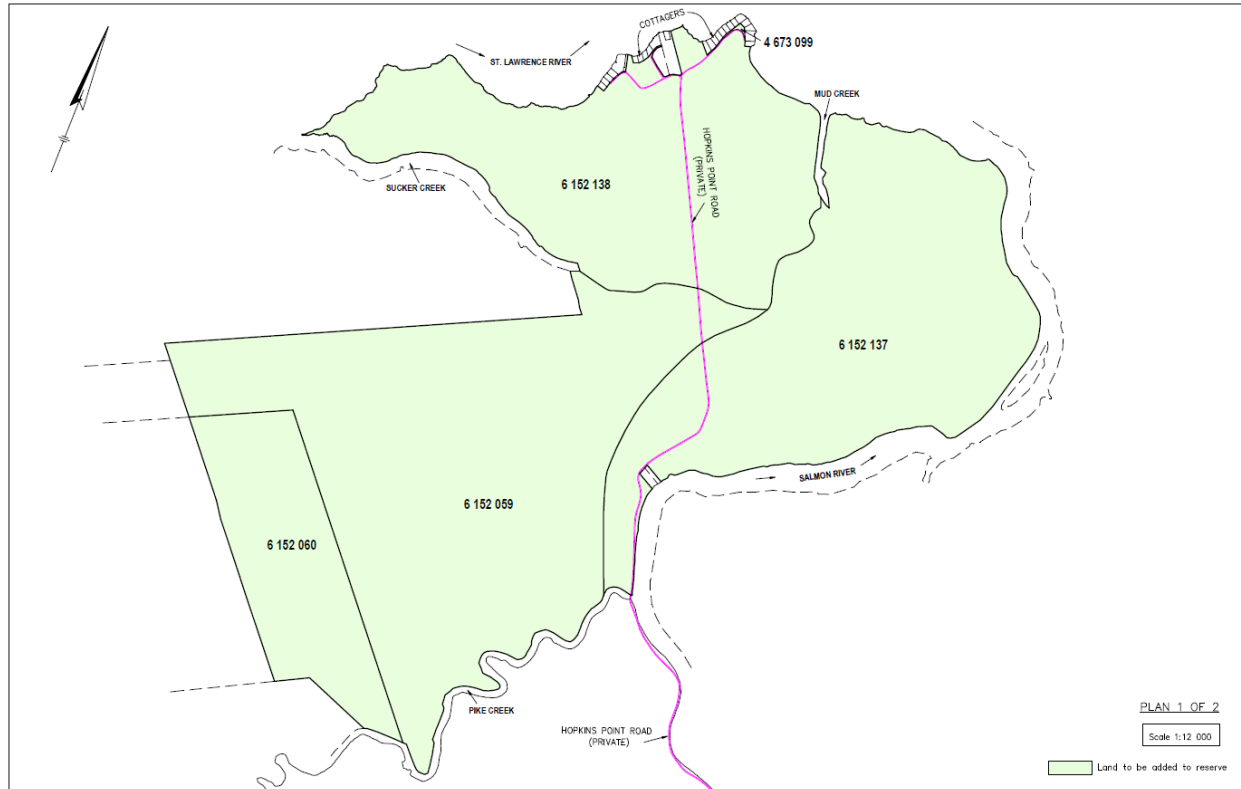 COTTAGERS
4 673 099
ST. LAWRENCE RIVER
MUD CREEK
HOPKINS POINT ROAD
(PRIVATE)
SUCKER CREEK
6 152 138
6 152 137
SALMON RIVER
6 152 059
6 152 060
PIKE CREEK
HOPKINS POINT ROAD
(PRIVATE)
PLAN 1 OF 2
Scale 1:12 000
Land to be added to reserve